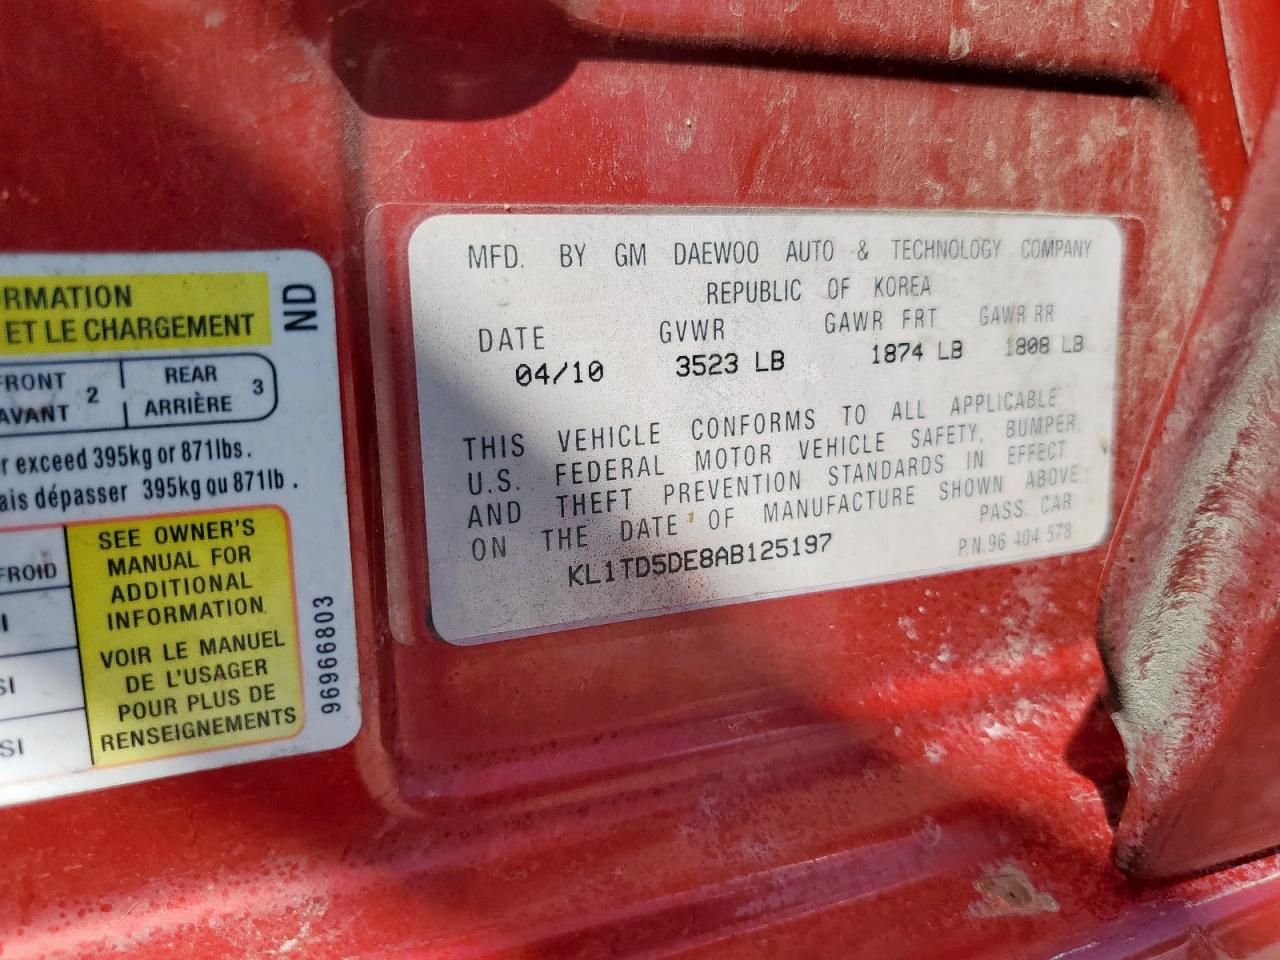 RMATION
ET LE CHARGEMENT
ND
FRONT
AVANT
2
REAR
ARRIÈRE
3
r exceed 395kg or 871lbs.
ais dépasser 395kg ou 871lb.
FROID
I
SI
SI
SEE OWNER'S
MANUAL FOR
ADDITIONAL
INFORMATION
VOIR LE MANUEL
DE L'USAGER
POUR PLUS DE
RENSEIGNEMENTS
96966803
MFD. BY GM DAEWOO AUTO & TECHNOLOGY COMPANY
REPUBLIC OF KOREA
DATE GVWR GAWR FRT GAWR RR
04/10 3523 LB 1874 LB 1808 LB
THIS VEHICLE CONFORMS TO ALL APPLICABLE
U.S. FEDERAL MOTOR VEHICLE SAFETY, BUMPER,
AND THEFT PREVENTION STANDARDS IN EFFECT
ON THE DATE OF MANUFACTURE SHOWN ABOVE
PASS. CAR
KL1TD5DE8AB125197
P.N.96 404 578